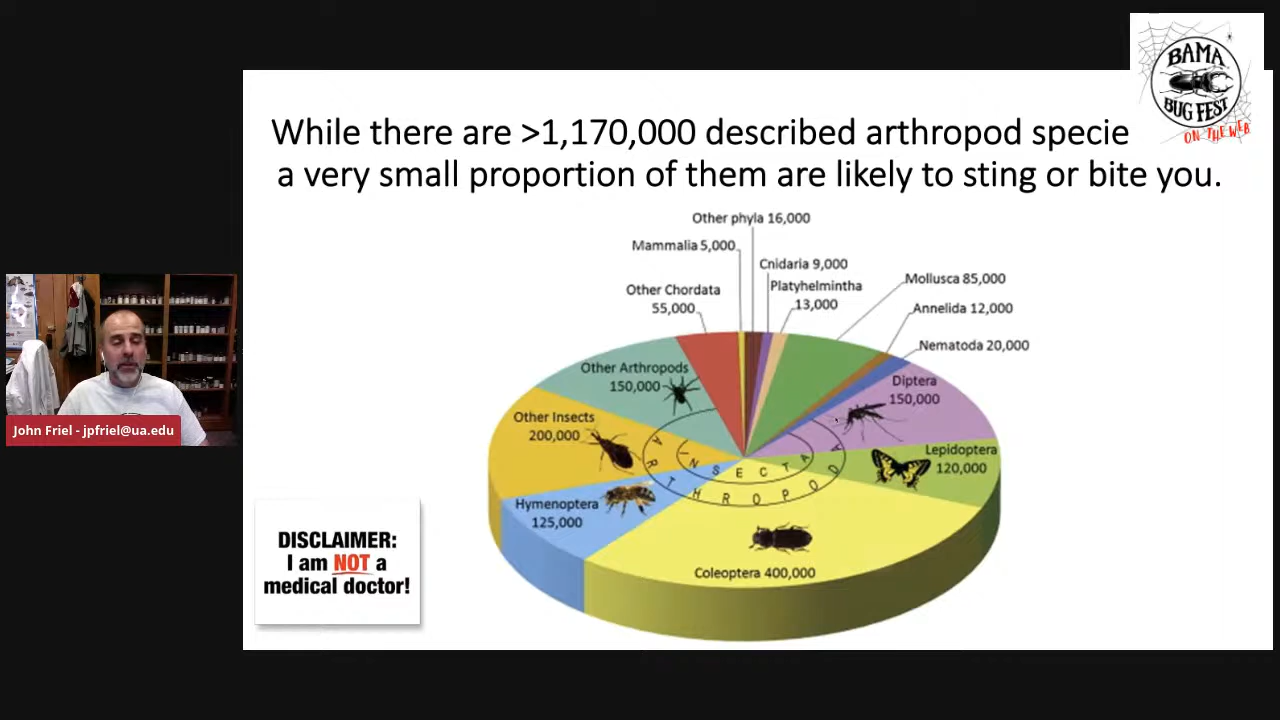 BAMA
BUG FEST
ON THE WEB
While there are >1,170,000 described arthropod specie
a very small proportion of them are likely to sting or bite you.
Other phyla 16,000
Mammalia 5,000
Cnidaria 9,000
Platyhelmintha
13,000
Mollusca 85,000
Other Chordata
55,000
Annelida 12,000
Nematoda 20,000
Other Arthropods
150,000
Diptera
150,000
Other Insects
200,000
Lepidoptera
120,000
INSECTA
ARTHROPODA
Hymenoptera
125,000
Coleoptera 400,000
John Friel - jpfriel@ua.edu
DISCLAIMER:
I am NOT a
medical doctor!